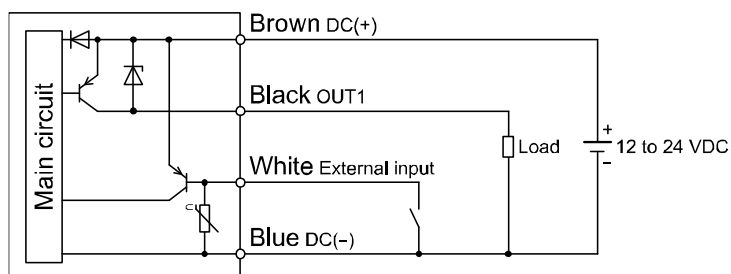 Brown DC(+)
Main circuit
Black OUT1
Load
+
12 to 24 VDC
−
White External input
Blue DC(−)